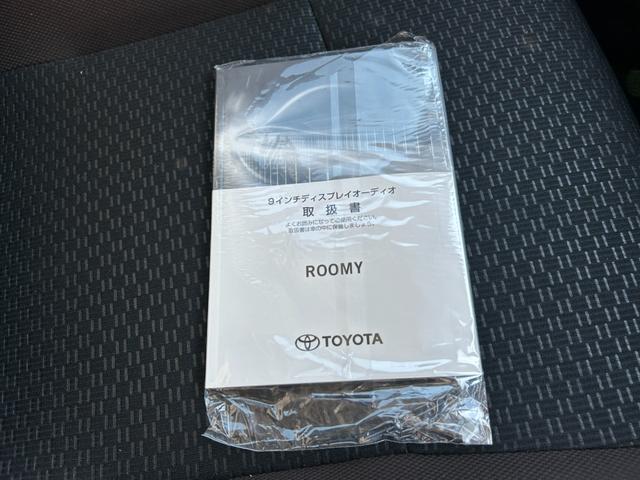 9インチディスプレイオーディオ
取扱書
よくお読みになってご使用ください。
取扱書は車の中に保管しましょう。
ROOMY
TOYOTA